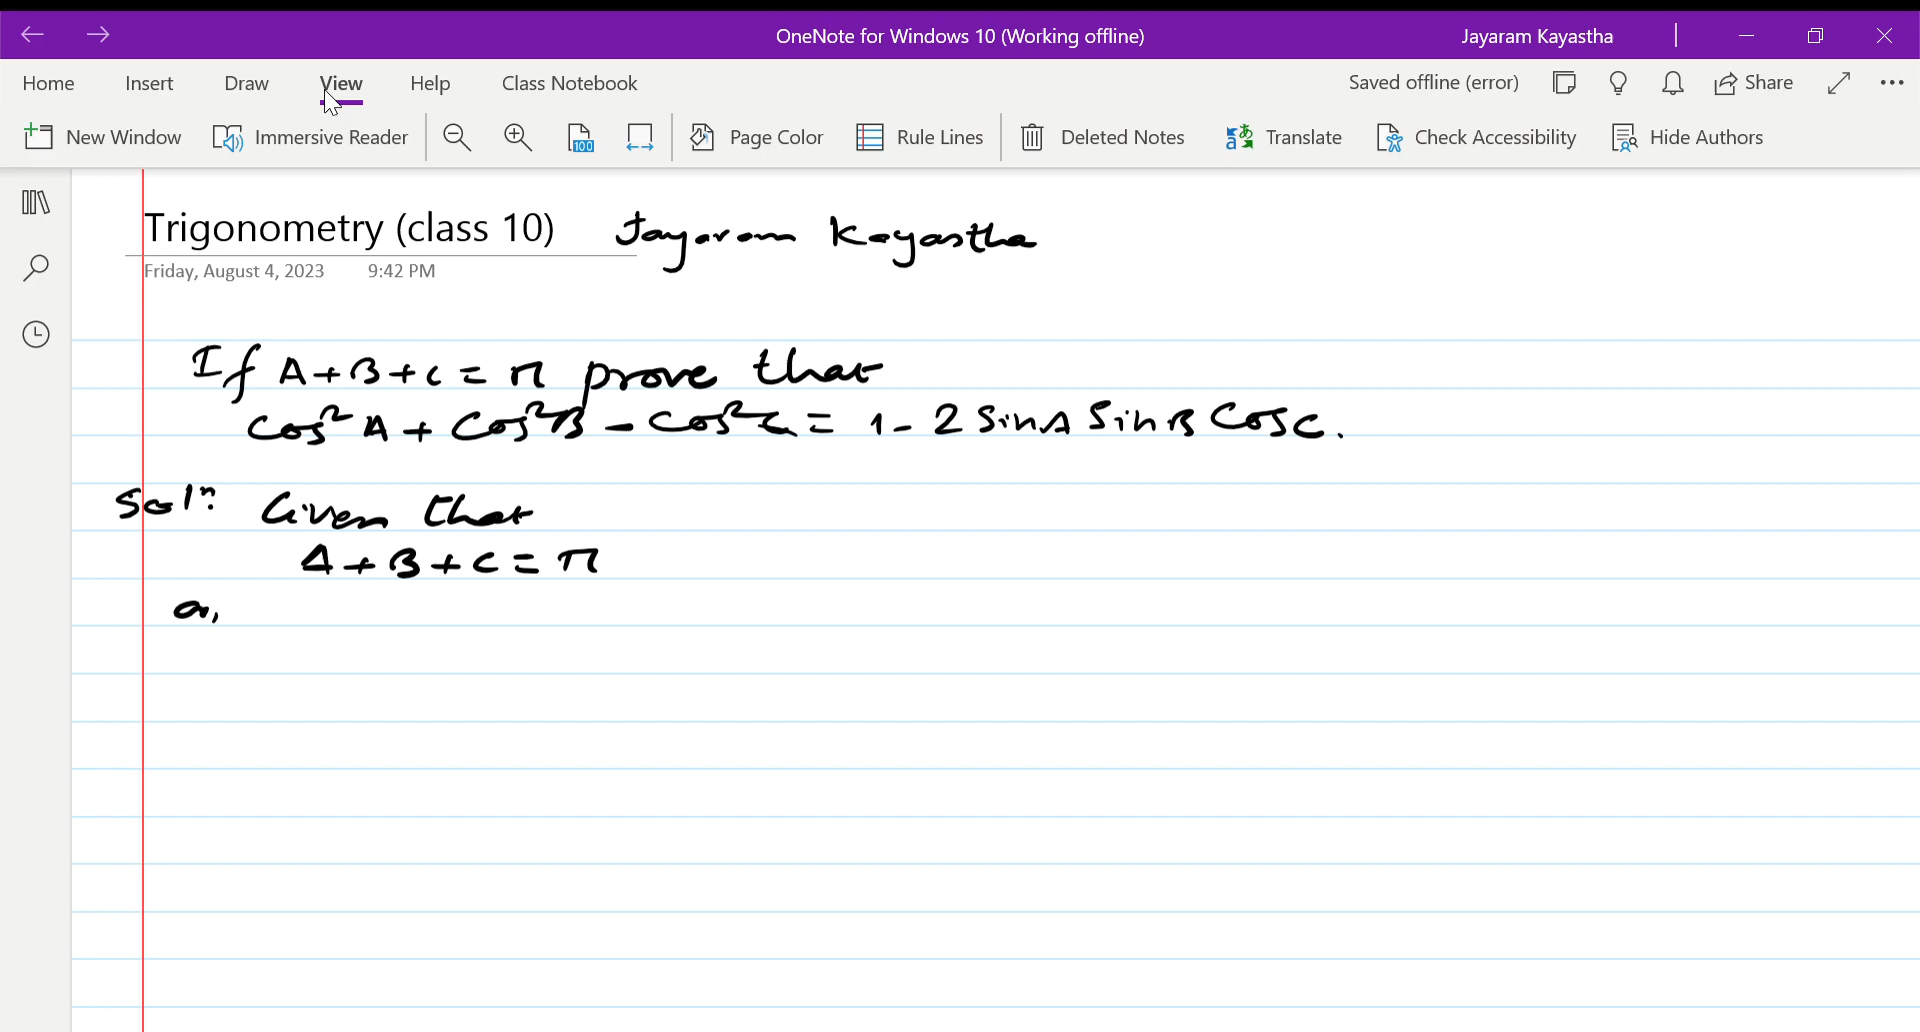 OneNote for Windows 10 (Working offline) Jayaram Kayastha
Home Insert Draw View Help Class Notebook Saved offline (error) Share
New Window Immersive Reader 100 Page Color Rule Lines Deleted Notes Translate Check Accessibility Hide Authors
Trigonometry (class 10) Jayaram Kayastha
Friday, August 4, 2023 9:42 PM
If A+B+C = π prove that
Cos²A + Cos²B - Cos²C = 1 - 2 SinA SinB CosC.
Solⁿ: Given that
A+B+C = π
or,